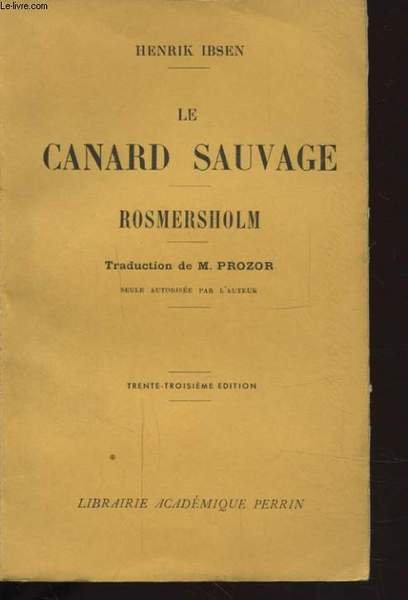 Le-livre.com
HENRIK IBSEN
LE
CANARD SAUVAGE
ROSMERSHOLM
Traduction de M. PROZOR
SEULE AUTORISÉE PAR L'AUTEUR
TRENTE-TROISIÈME EDITION
LIBRAIRIE ACADÉMIQUE PERRIN